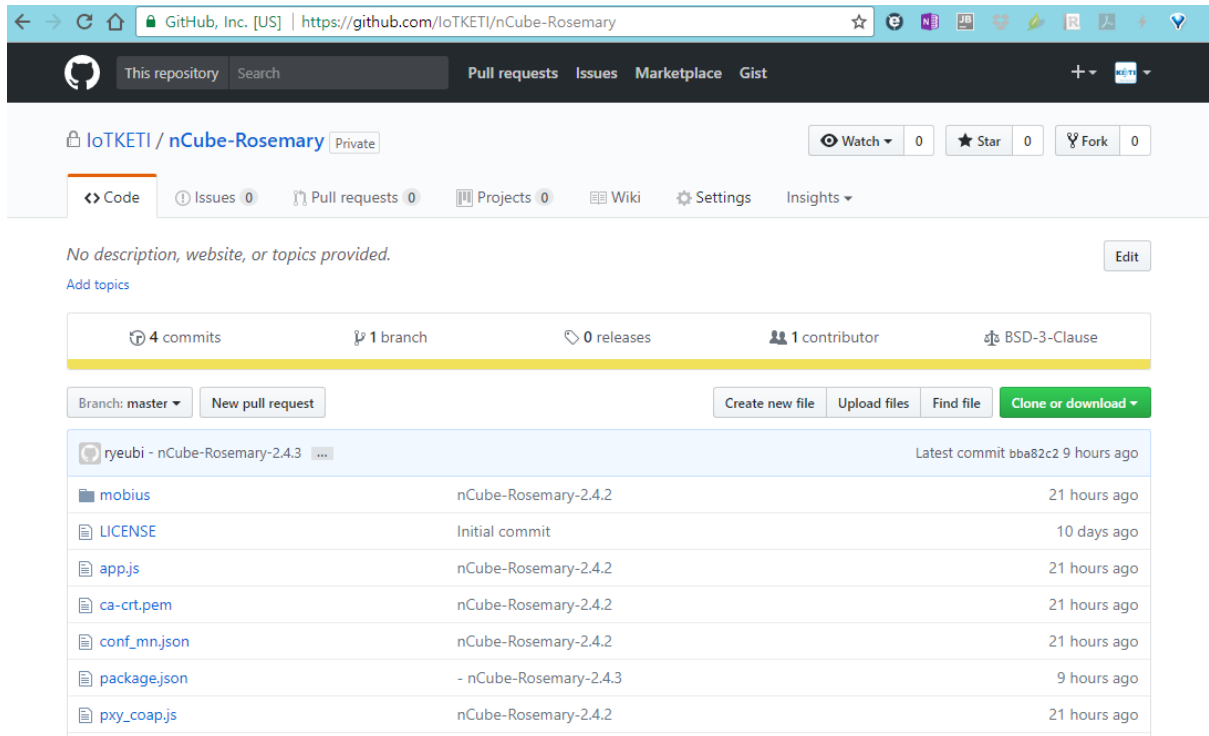 GitHub, Inc. [US] | https://github.com/IoTKETI/nCube-Rosemary
This repository Search Pull requests Issues Marketplace Gist
IoTKETI / nCube-Rosemary Private Watch 0 Star 0 Fork 0
Code Issues 0 Pull requests 0 Projects 0 Wiki Settings Insights
No description, website, or topics provided. Edit
Add topics
4 commits 1 branch 0 releases 1 contributor BSD-3-Clause
Branch: master New pull request Create new file Upload files Find file Clone or download
ryeubi - nCube-Rosemary-2.4.3 ... Latest commit bba82c2 9 hours ago
mobius nCube-Rosemary-2.4.2 21 hours ago
LICENSE Initial commit 10 days ago
app.js nCube-Rosemary-2.4.2 21 hours ago
ca-crt.pem nCube-Rosemary-2.4.2 21 hours ago
conf_mn.json nCube-Rosemary-2.4.2 21 hours ago
package.json - nCube-Rosemary-2.4.3 9 hours ago
pxy_coap.js nCube-Rosemary-2.4.2 21 hours ago